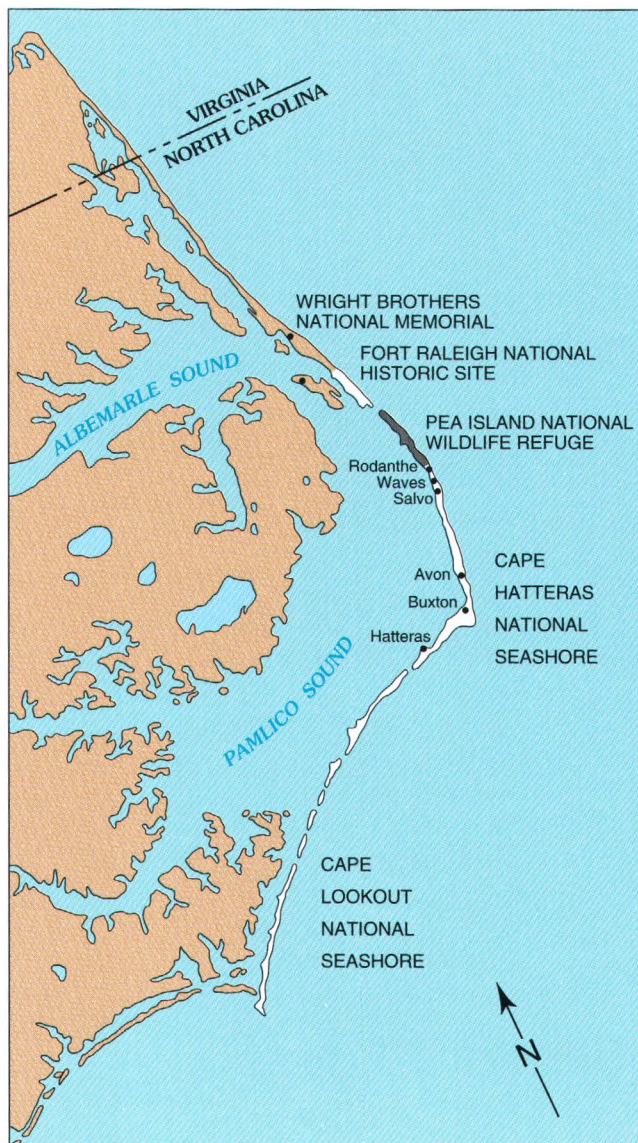 VIRGINIA
NORTH CAROLINA
WRIGHT BROTHERS
NATIONAL MEMORIAL
FORT RALEIGH NATIONAL
HISTORIC SITE
ALBEMARLE SOUND
PEA ISLAND NATIONAL
WILDLIFE REFUGE
Rodanthe
Waves
Salvo
Avon
Buxton
Hatteras
CAPE
HATTERAS
NATIONAL
SEASHORE
PAMLICO SOUND
CAPE
LOOKOUT
NATIONAL
SEASHORE
N